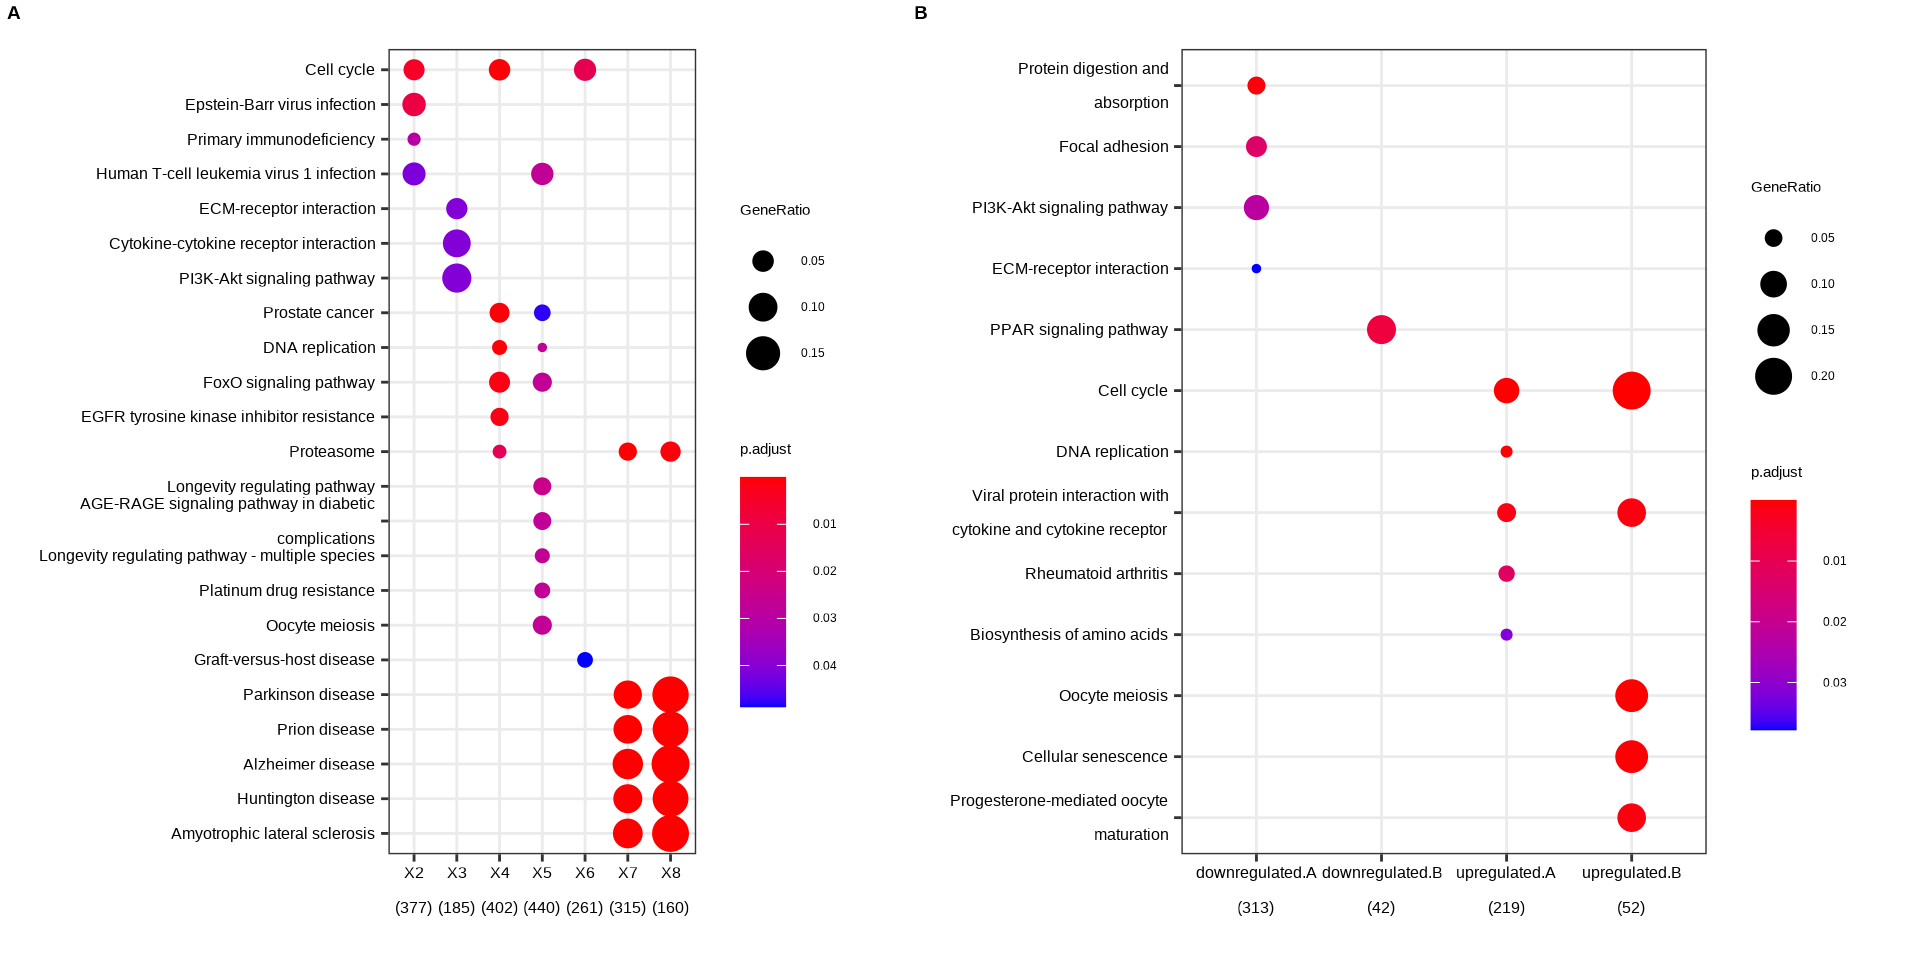 A
Cell cycle
Epstein-Barr virus infection
Primary immunodeficiency
Human T-cell leukemia virus 1 infection
ECM-receptor interaction
Cytokine-cytokine receptor interaction
PI3K-Akt signaling pathway
Prostate cancer
DNA replication
FoxO signaling pathway
EGFR tyrosine kinase inhibitor resistance
Proteasome
Longevity regulating pathway
AGE-RAGE signaling pathway in diabetic
complications
Longevity regulating pathway - multiple species
Platinum drug resistance
Oocyte meiosis
Graft-versus-host disease
Parkinson disease
Prion disease
Alzheimer disease
Huntington disease
Amyotrophic lateral sclerosis
X2 X3 X4 X5 X6 X7 X8
(377) (185) (402) (440) (261) (315) (160)
GeneRatio
0.05
0.10
0.15
p.adjust
0.01
0.02
0.03
0.04
B
Protein digestion and
absorption
Focal adhesion
PI3K-Akt signaling pathway
ECM-receptor interaction
PPAR signaling pathway
Cell cycle
DNA replication
Viral protein interaction with
cytokine and cytokine receptor
Rheumatoid arthritis
Biosynthesis of amino acids
Oocyte meiosis
Cellular senescence
Progesterone-mediated oocyte
maturation
downregulated.A downregulated.B upregulated.A upregulated.B
(313) (42) (219) (52)
GeneRatio
0.05
0.10
0.15
0.20
p.adjust
0.01
0.02
0.03